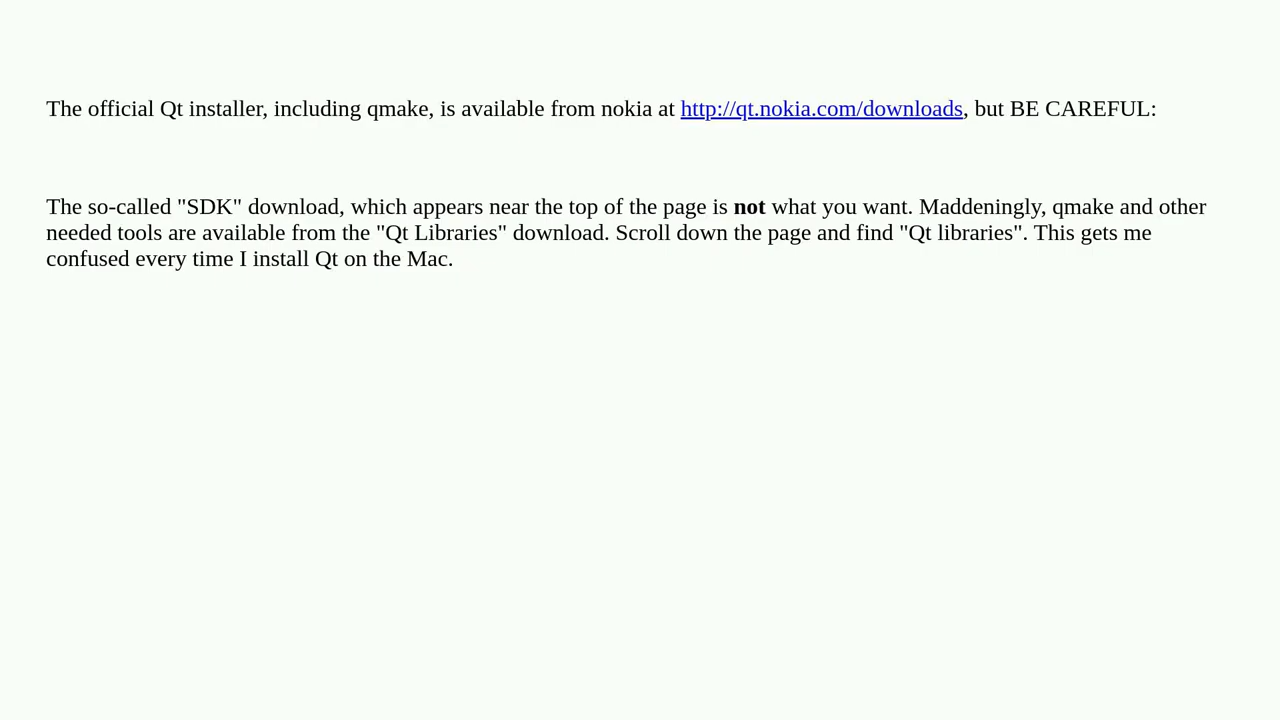 The official Qt installer, including qmake, is available from nokia at http://qt.nokia.com/downloads, but BE CAREFUL:
The so-called "SDK" download, which appears near the top of the page is not what you want. Maddeningly, qmake and other
needed tools are available from the "Qt Libraries" download. Scroll down the page and find "Qt libraries". This gets me
confused every time I install Qt on the Mac.